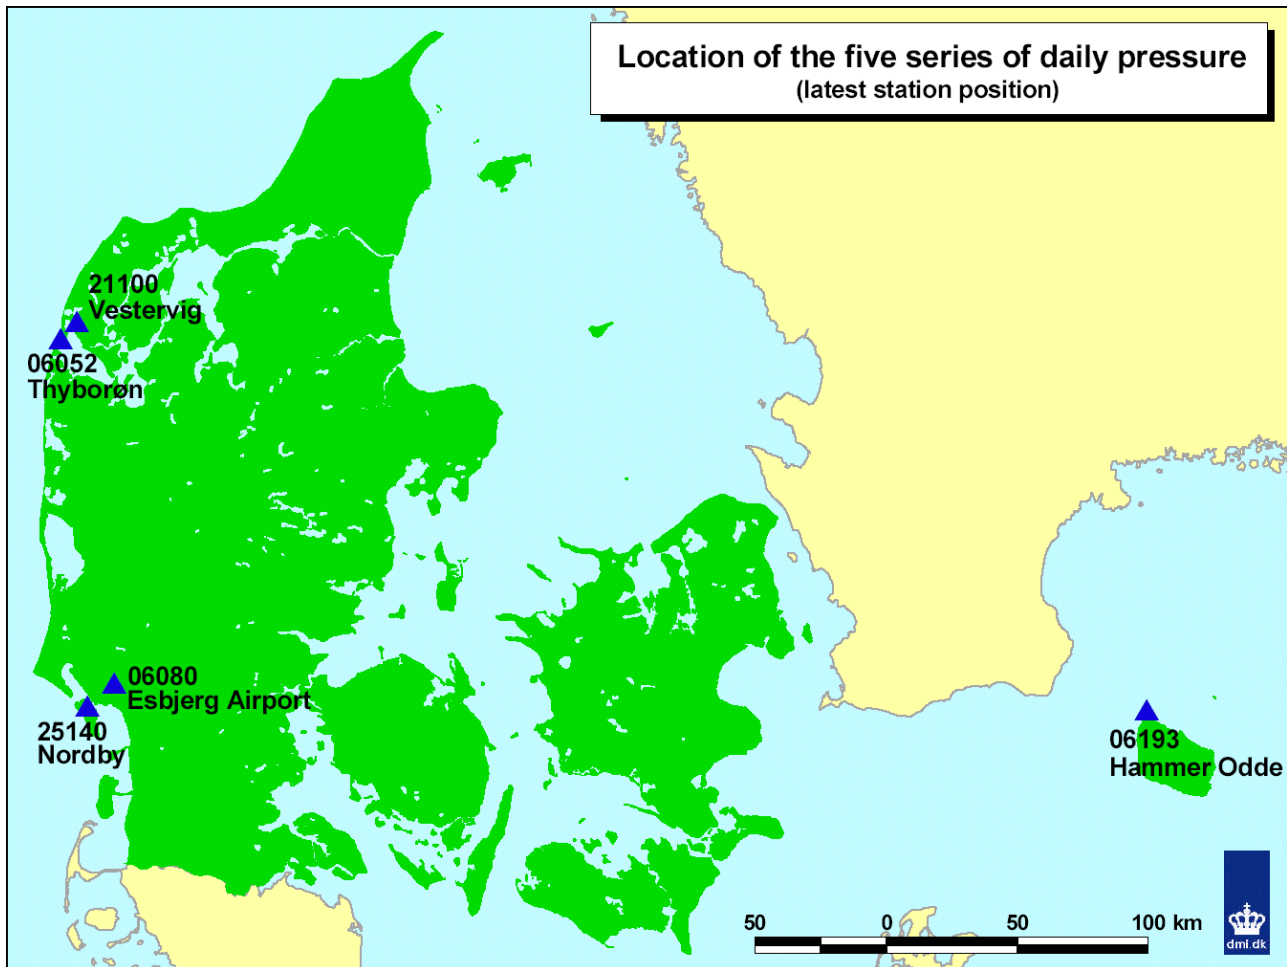 Location of the five series of daily pressure
(latest station position)
21100
Vestervig
06052
Thyborøn
06080
Esbjerg Airport
25140
Nordby
06193
Hammer Odde
50 0 50 100 km
dmi.dk